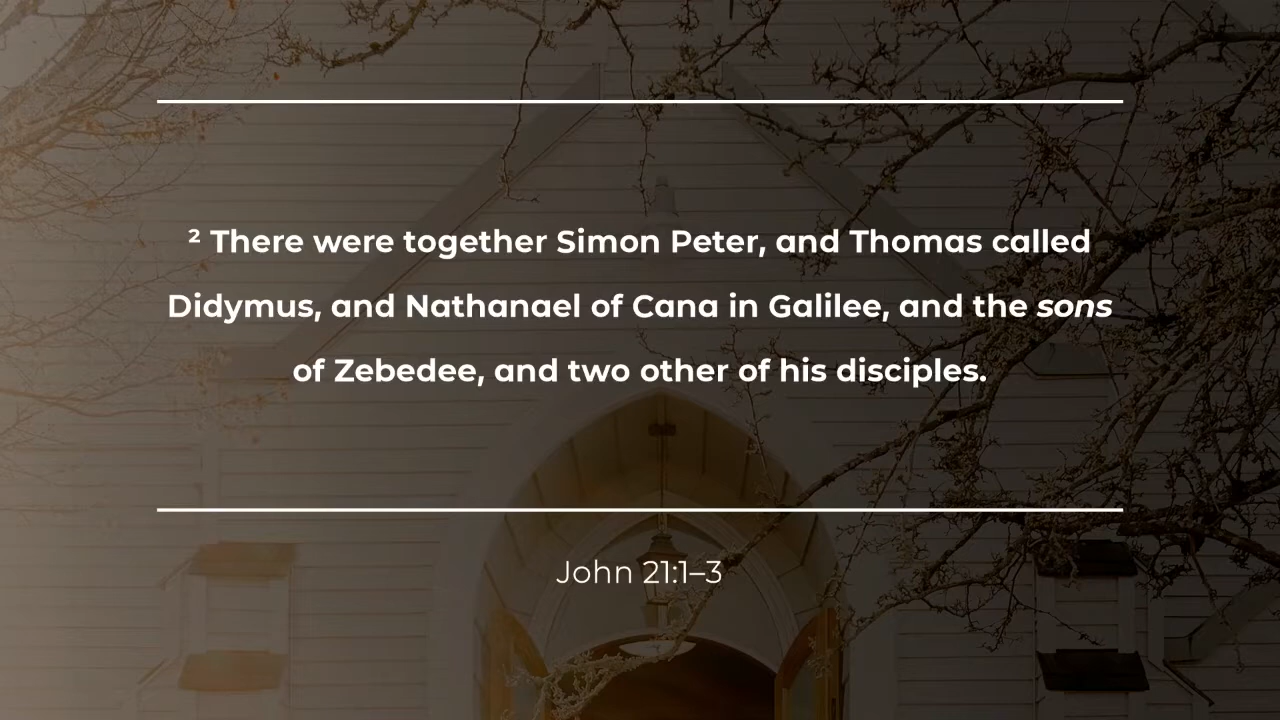 ² There were together Simon Peter, and Thomas called
Didymus, and Nathanael of Cana in Galilee, and the sons
of Zebedee, and two other of his disciples.
John 21:1–3